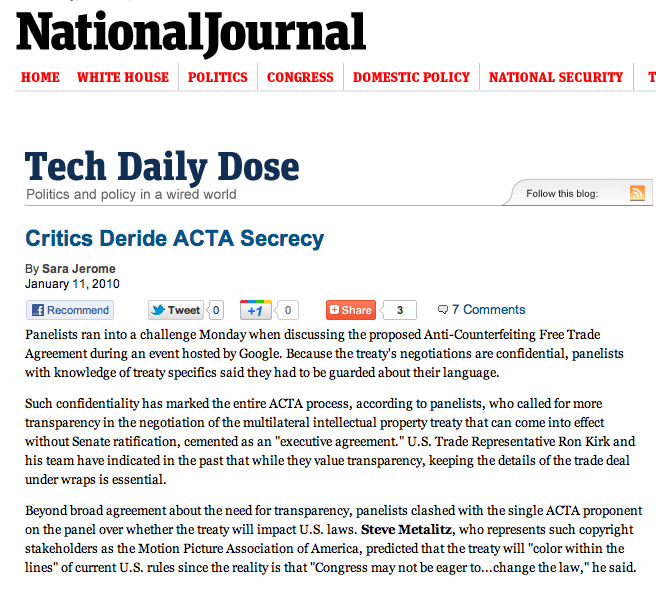 NationalJournal
HOME WHITE HOUSE POLITICS CONGRESS DOMESTIC POLICY NATIONAL SECURITY T
Tech Daily Dose
Politics and policy in a wired world
Follow this blog:
Critics Deride ACTA Secrecy
By Sara Jerome
January 11, 2010
Recommend Tweet 0 +1 0 Share 3 7 Comments
Panelists ran into a challenge Monday when discussing the proposed Anti-Counterfeiting Free Trade
Agreement during an event hosted by Google. Because the treaty's negotiations are confidential, panelists
with knowledge of treaty specifics said they had to be guarded about their language.
Such confidentiality has marked the entire ACTA process, according to panelists, who called for more
transparency in the negotiation of the multilateral intellectual property treaty that can come into effect
without Senate ratification, cemented as an "executive agreement." U.S. Trade Representative Ron Kirk and
his team have indicated in the past that while they value transparency, keeping the details of the trade deal
under wraps is essential.
Beyond broad agreement about the need for transparency, panelists clashed with the single ACTA proponent
on the panel over whether the treaty will impact U.S. laws. Steve Metalitz, who represents such copyright
stakeholders as the Motion Picture Association of America, predicted that the treaty will "color within the
lines" of current U.S. rules since the reality is that "Congress may not be eager to...change the law," he said.